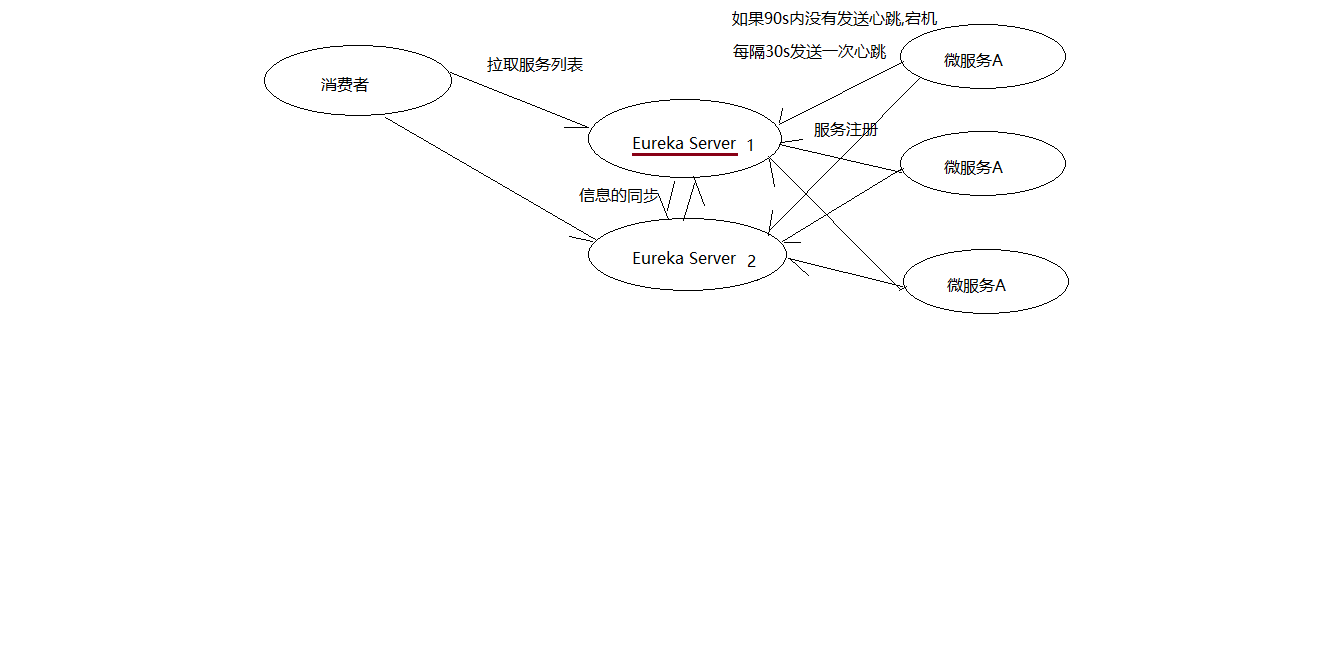 如果90s内没有发送心跳,宕机
每隔30s发送一次心跳
微服务A
拉取服务列表
消费者
服务注册
Eureka Server 1
微服务A
信息的同步
Eureka Server 2
微服务A